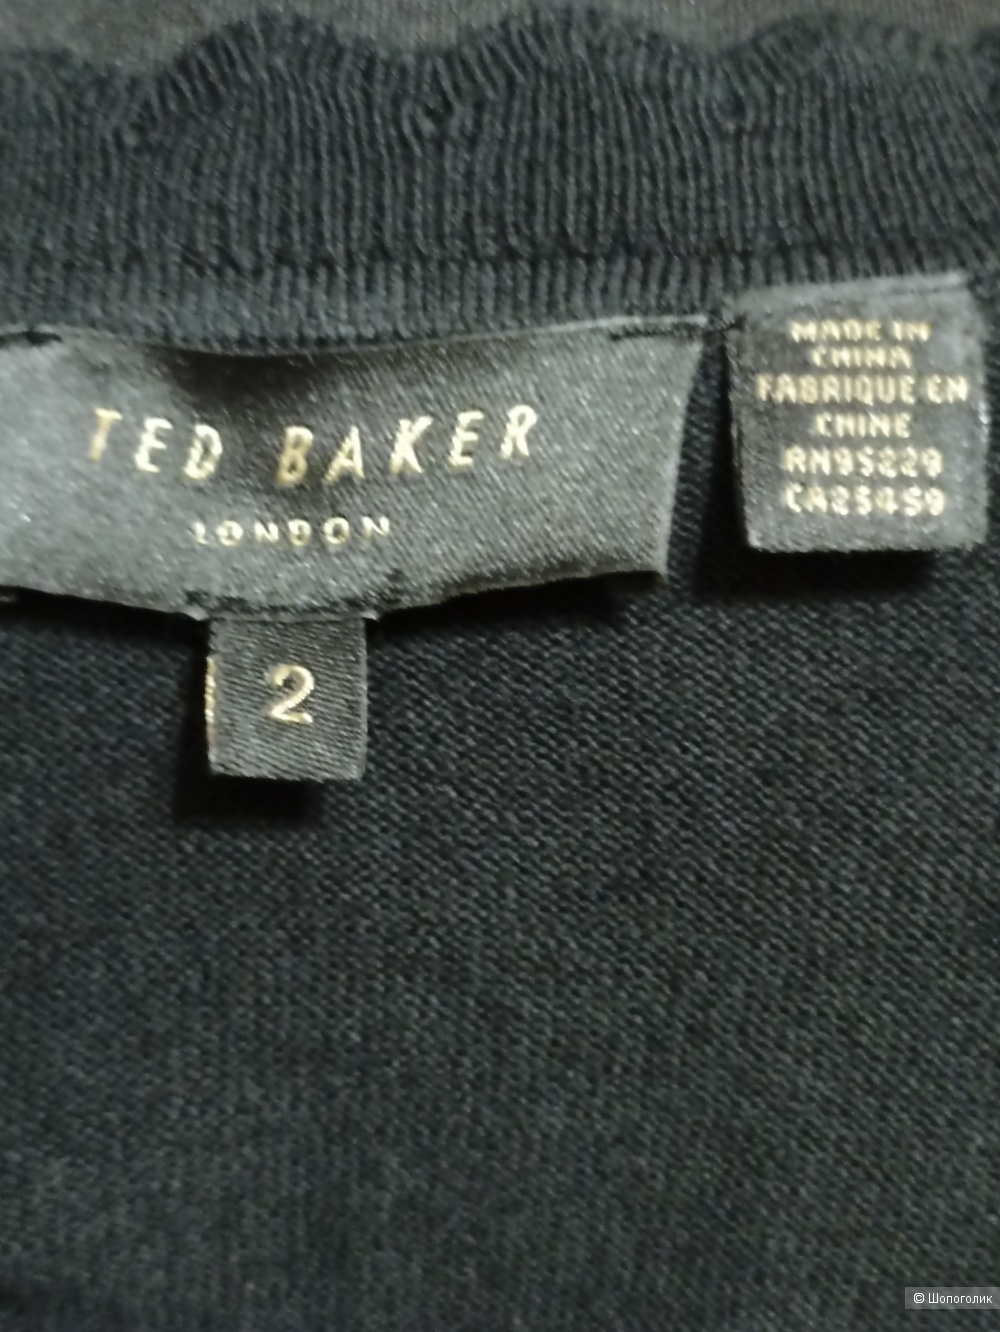 TED BAKER
LONDON
2
MADE IN
CHINA
FABRIQUE EN
CHINE
RN95229
CA25459
© Шопоголик